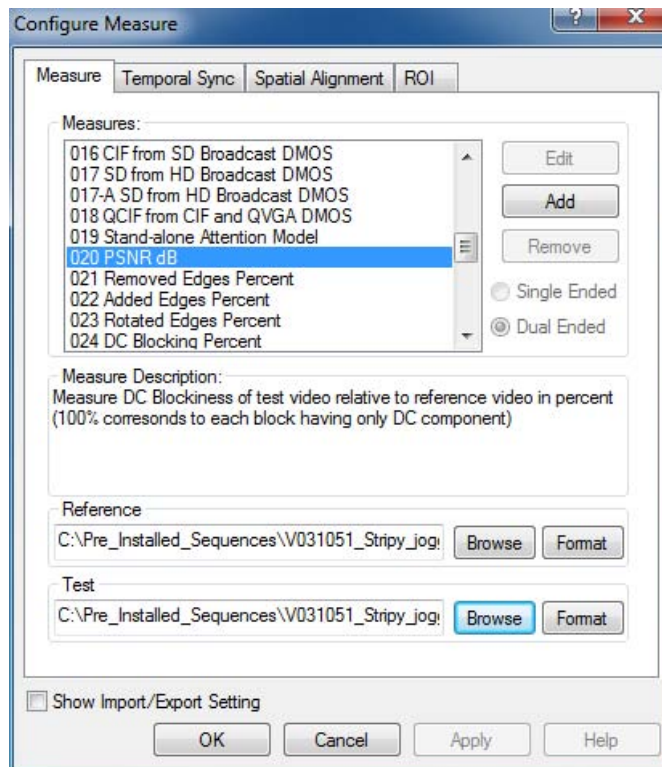 Configure Measure
?
X
Measure
Temporal Sync
Spatial Alignment
ROI
Measures:
016 CIF from SD Broadcast DMOS
017 SD from HD Broadcast DMOS
017-A SD from HD Broadcast DMOS
018 QCIF from CIF and QVGA DMOS
019 Stand-alone Attention Model
020 PSNR dB
021 Removed Edges Percent
022 Added Edges Percent
023 Rotated Edges Percent
024 DC Blocking Percent
Edit
Add
Remove
Single Ended
Dual Ended
Measure Description:
Measure DC Blockiness of test video relative to reference video in percent
(100% corresonds to each block having only DC component)
Reference
C:\Pre_Installed_Sequences\V031051_Stripy_jog
Browse
Format
Test
C:\Pre_Installed_Sequences\V031051_Stripy_jog
Browse
Format
Show Import/Export Setting
OK
Cancel
Apply
Help